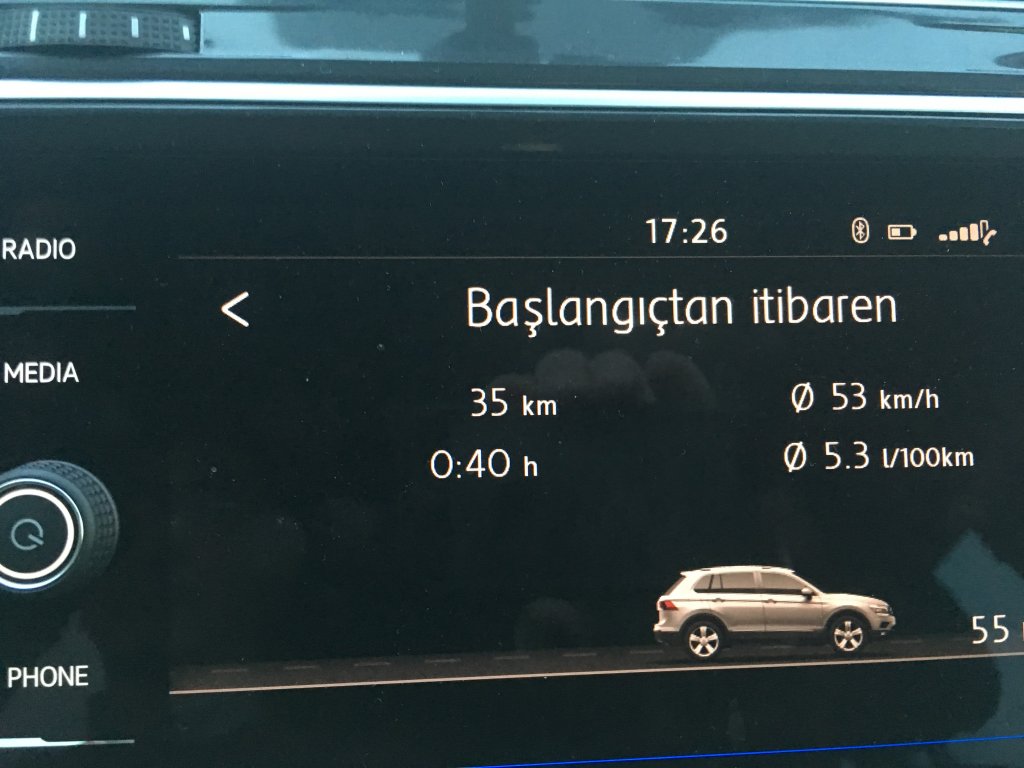 17:26
RADIO
< Başlangıçtan itibaren
MEDIA
35 km Ø 53 km/h
0:40 h Ø 5.3 l/100km
55
PHONE